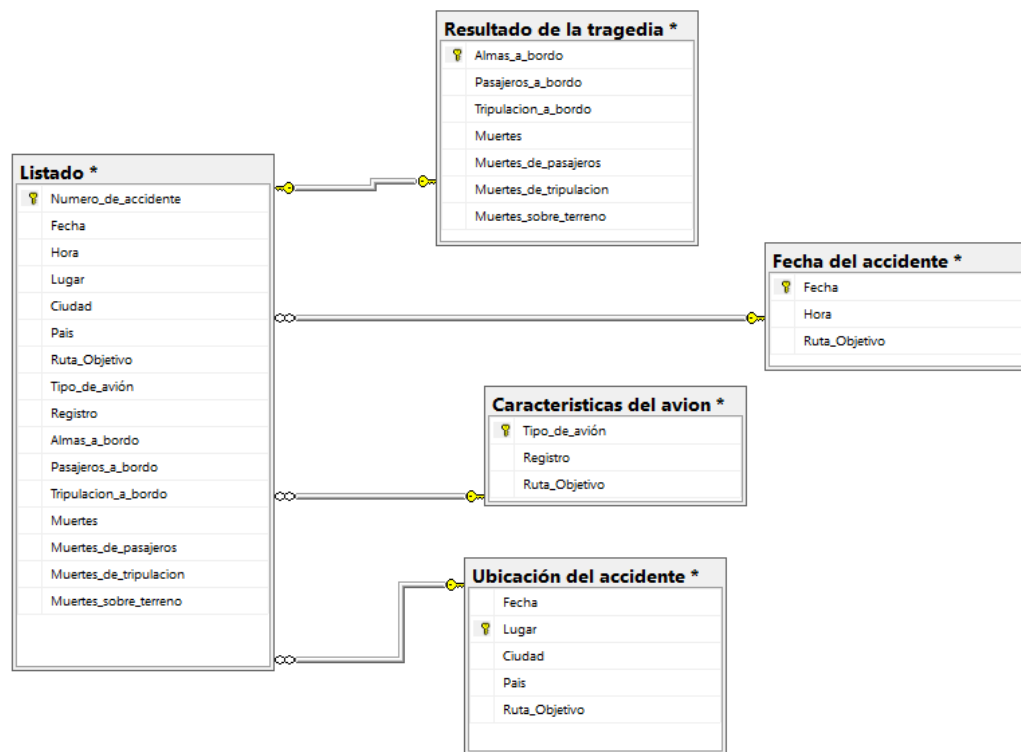 Resultado de la tragedia *
Almas_a_bordo
Pasajeros_a_bordo
Tripulacion_a_bordo
Muertes
Muertes_de_pasajeros
Muertes_de_tripulacion
Muertes_sobre_terreno
Listado *
Numero_de_accidente
Fecha
Hora
Lugar
Ciudad
Pais
Ruta_Objetivo
Tipo_de_avión
Registro
Almas_a_bordo
Pasajeros_a_bordo
Tripulacion_a_bordo
Muertes
Muertes_de_pasajeros
Muertes_de_tripulacion
Muertes_sobre_terreno
Fecha del accidente *
Fecha
Hora
Ruta_Objetivo
Caracteristicas del avion *
Tipo_de_avión
Registro
Ruta_Objetivo
Ubicación del accidente *
Fecha
Lugar
Ciudad
Pais
Ruta_Objetivo